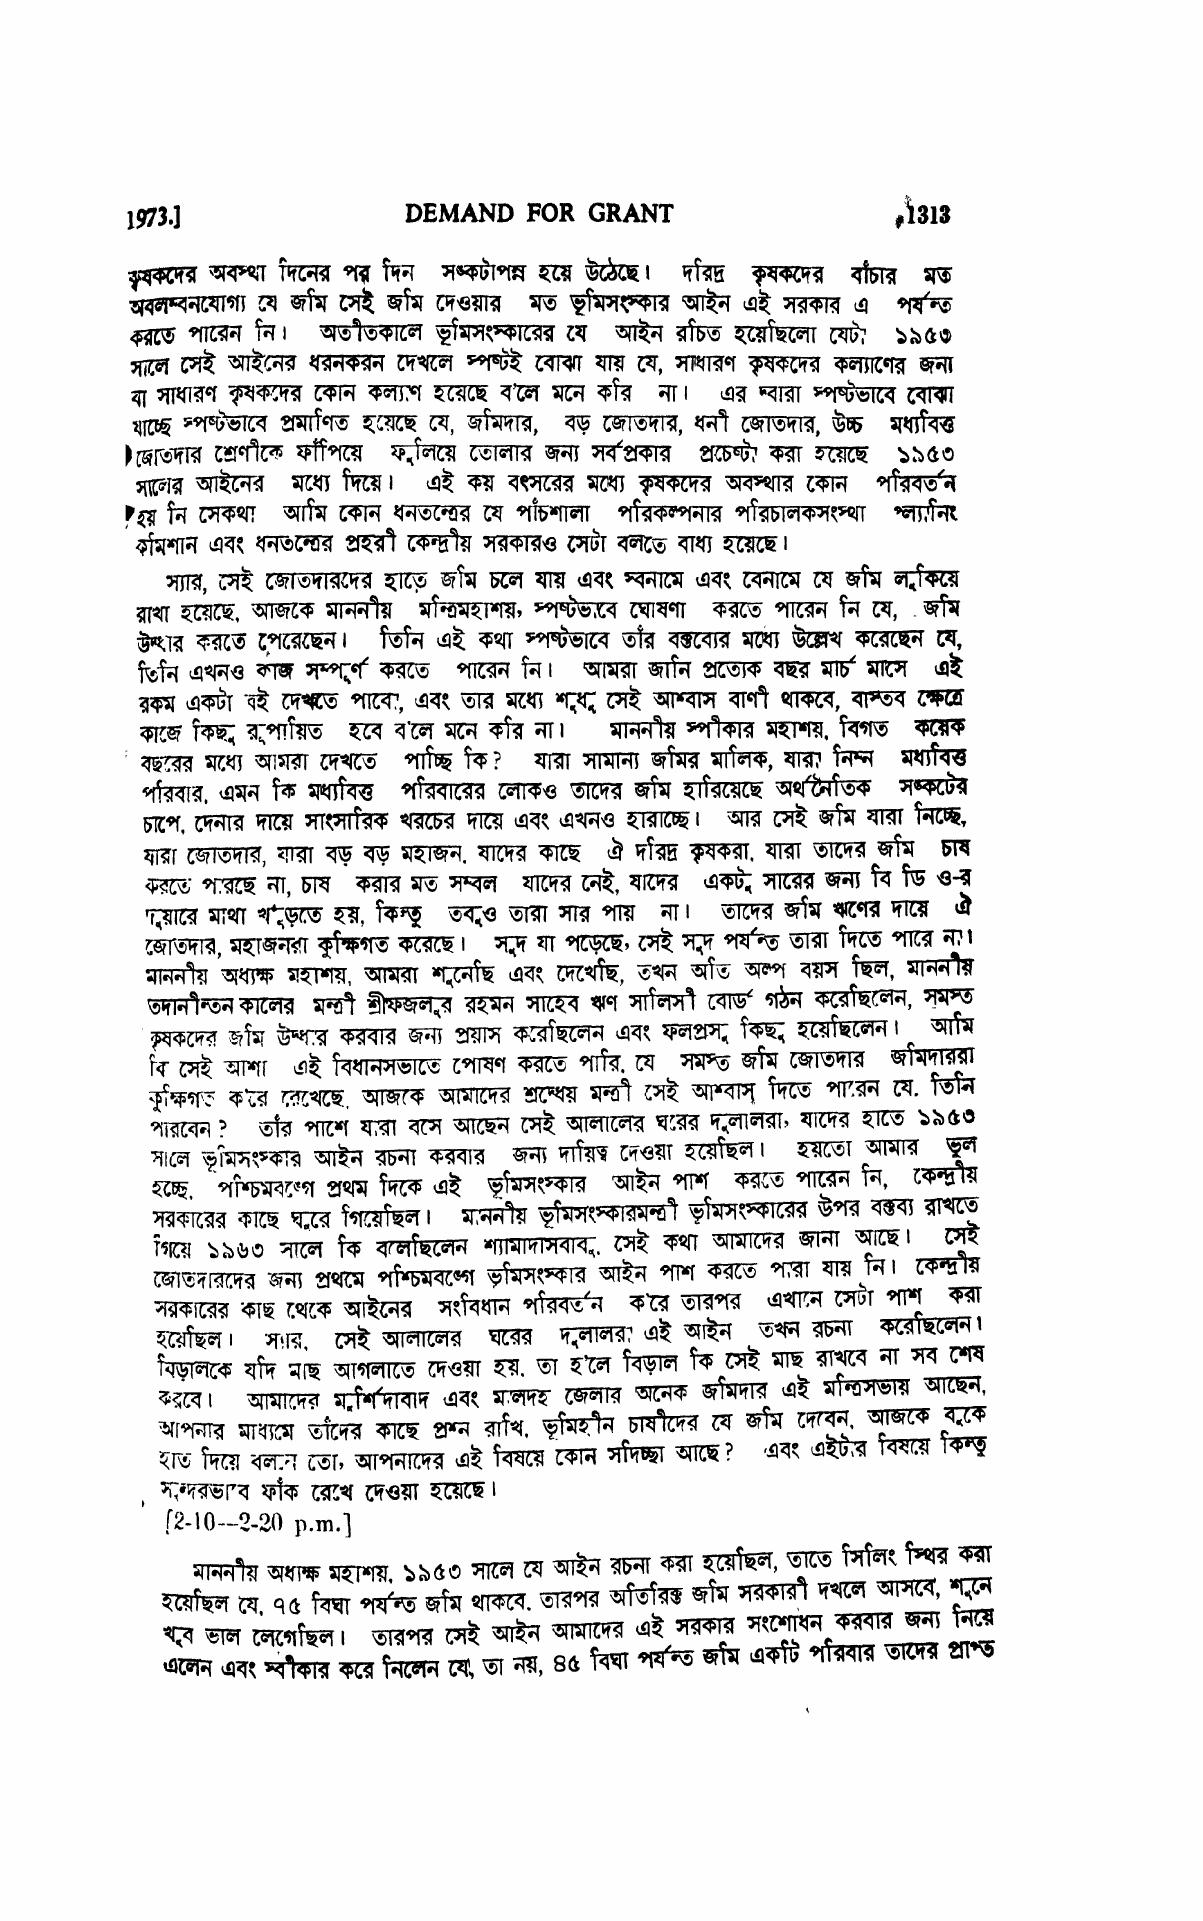 1973.] DEMAND FOR GRANT 1313
কৃষকদের অবস্থা দিনের পর দিন সঙ্কটাপন্ন হয়ে উঠেছে। দরিদ্র কৃষকদের বাঁচার মত
অবলম্বনযোগ্য যে জমি সেই জমি দেওয়ার মত ভূমিসংস্কার আইন এই সরকার এ পর্যন্ত
করতে পারেন নি। অতীতকালে ভূমিসংস্কারের যে আইন রচিত হয়েছিলো যেটা ১৯৫৩
সালে সেই আইনের ধরনকরন দেখলে স্পষ্টই বোঝা যায় যে, সাধারণ কৃষকদের কল্যাণের জন্য
বা সাধারণ কৃষকদের কোন কল্যাণ হয়েছে ব'লে মনে করি না। এর দ্বারা স্পষ্টভাবে বোঝা
যাচ্ছে স্পষ্টভাবে প্রমাণিত হয়েছে যে, জমিদার, বড় জোতদার, ধনী জোতদার, উচ্চ মধ্যবিত্ত
জোতদার শ্রেণীকে ফাঁপিয়ে ফুলিয়ে তোলার জন্য সর্বপ্রকার প্রচেষ্টা করা হয়েছে ১৯৫৩
সালের আইনের মধ্যে দিয়ে। এই কয় বৎসরের মধ্যে কৃষকদের অবস্থার কোন পরিবর্তন
হয় নি সেকথা আমি কোন ধনতন্ত্রের যে পাঁচশালা পরিকল্পনার পরিচালকসংস্থা প্ল্যানিং
কমিশান এবং ধনতন্ত্রের প্রহরী কেন্দ্রীয় সরকারও সেটা বলতে বাধ্য হয়েছে।
স্যার, সেই জোতদারদের হাতে জমি চলে যায় এবং স্বনামে এবং বেনামে যে জমি লুকিয়ে
রাখা হয়েছে, আজকে মাননীয় মন্ত্রিমহাশয়, স্পষ্টভাবে ঘোষণা করতে পারেন নি যে, জমি
উদ্ধার করতে পেরেছেন। তিনি এই কথা স্পষ্টভাবে তাঁর বক্তব্যের মধ্যে উল্লেখ করেছেন যে,
তিনি এখনও কাজ সম্পূর্ণ করতে পারেন নি। আমরা জানি প্রত্যেক বছর মার্চ মাসে এই
রকম একটা বই দেখতে পাবো, এবং তার মধ্যে শুধু সেই আশ্বাস বাণী থাকবে, বাস্তব ক্ষেত্রে
কাজে কিছু রূপায়িত হবে ব'লে মনে করি না। মাননীয় স্পীকার মহাশয়, বিগত কয়েক
বছরের মধ্যে আমরা দেখতে পাচ্ছি কি? যারা সামান্য জমির মালিক, যারা নিম্ন মধ্যবিত্ত
পরিবার, এমন কি মধ্যবিত্ত পরিবারের লোকও তাদের জমি হারিয়েছে অর্থনৈতিক সঙ্কটের
চাপে, দেনার দায়ে সাংসারিক খরচের দায়ে এবং এখনও হারাচ্ছে। আর সেই জমি যারা নিচ্ছে,
যারা জোতদার, যারা বড় বড় মহাজন, যাদের কাছে ঐ দরিদ্র কৃষকরা, যারা তাদের জমি চাষ
করতে পারছে না, চাষ করার মত সম্বল যাদের নেই, যাদের একটু সারের জন্য বি ডি ও-র
দুয়ারে মাথা খুঁড়তে হয়, কিন্তু তবুও তারা সার পায় না। তাদের জমি ঋণের দায়ে ঐ
জোতদার, মহাজনরা কুক্ষিগত করেছে। সুদ যা পড়েছে, সেই সুদ পর্যন্ত তারা দিতে পারে না।
মাননীয় অধ্যক্ষ মহাশয়, আমরা শুনেছি এবং দেখেছি, তখন অতি অল্প বয়স ছিল, মাননীয়
তদানীন্তন কালের মন্ত্রী শ্রীফজলুর রহমন সাহেব ঋণ সালিসী বোর্ড গঠন করেছিলেন, সমস্ত
কৃষকদের জমি উদ্ধার করবার জন্য প্রয়াস করেছিলেন এবং ফলপ্রসু কিছু হয়েছিলেন। আমি
কি সেই আশা এই বিধানসভাতে পোষণ করতে পারি, যে সমস্ত জমি জোতদার জমিদাররা
কুক্ষিগত ক'রে রেখেছে, আজকে আমাদের শ্রদ্ধেয় মন্ত্রী সেই আশ্বাস দিতে পারেন যে, তিনি
পারবেন? তাঁর পাশে যারা বসে আছেন সেই আলালের ঘরের দুলালরা, যাদের হাতে ১৯৫৩
সালে ভূমিসংস্কার আইন রচনা করবার জন্য দায়িত্ব দেওয়া হয়েছিল। হয়তো আমার ভুল
হচ্ছে, পশ্চিমবঙ্গে প্রথম দিকে এই ভূমিসংস্কার আইন পাশ করতে পারেন নি, কেন্দ্রীয়
সরকারের কাছে ঘুরে গিয়েছিল। মাননীয় ভূমিসংস্কারমন্ত্রী ভূমিসংস্কারের উপর বক্তব্য রাখতে
গিয়ে ১৯৬৩ সালে কি বলেছিলেন শ্যামাদাসবাবু, সেই কথা আমাদের জানা আছে। সেই
জোতদারদের জন্য প্রথমে পশ্চিমবঙ্গে ভূমিসংস্কার আইন পাশ করতে পারা যায় নি। কেন্দ্রীয়
সরকারের কাছ থেকে আইনের সংবিধান পরিবর্তন ক'রে তারপর এখানে সেটা পাশ করা
হয়েছিল। স্যার, সেই আলালের ঘরের দুলালরা এই আইন তখন রচনা করেছিলেন।
বিড়ালকে যদি মাছ আগলাতে দেওয়া হয়, তা হ'লে বিড়াল কি সেই মাছ রাখবে না সব শেষ
করবে। আমাদের মুর্শিদাবাদ এবং মালদহ জেলার অনেক জমিদার এই মন্ত্রিসভায় আছেন,
আপনার মাধ্যমে তাঁদের কাছে প্রশ্ন রাখি, ভূমিহীন চাষীদের যে জমি দেবেন, আজকে বুকে
হাত দিয়ে বলুন তো, আপনাদের এই বিষয়ে কোন সদিচ্ছা আছে? এবং এইটার বিষয়ে কিন্তু
সুন্দরভাবে ফাঁক রেখে দেওয়া হয়েছে।
[2-10—2-20 p.m.]
মাননীয় অধ্যক্ষ মহাশয়, ১৯৫৩ সালে যে আইন রচনা করা হয়েছিল, তাতে সিলিং স্থির করা
হয়েছিল যে, ৭৫ বিঘা পর্যন্ত জমি থাকবে, তারপর অতিরিক্ত জমি সরকারী দখলে আসবে, শুনে
খুব ভাল লেগেছিল। তারপর সেই আইন আমাদের এই সরকার সংশোধন করবার জন্য নিয়ে
এলেন এবং স্বীকার করে নিলেন যে, তা নয়, ৪৫ বিঘা পর্যন্ত জমি একটি পরিবার তাদের প্রাপ্ত